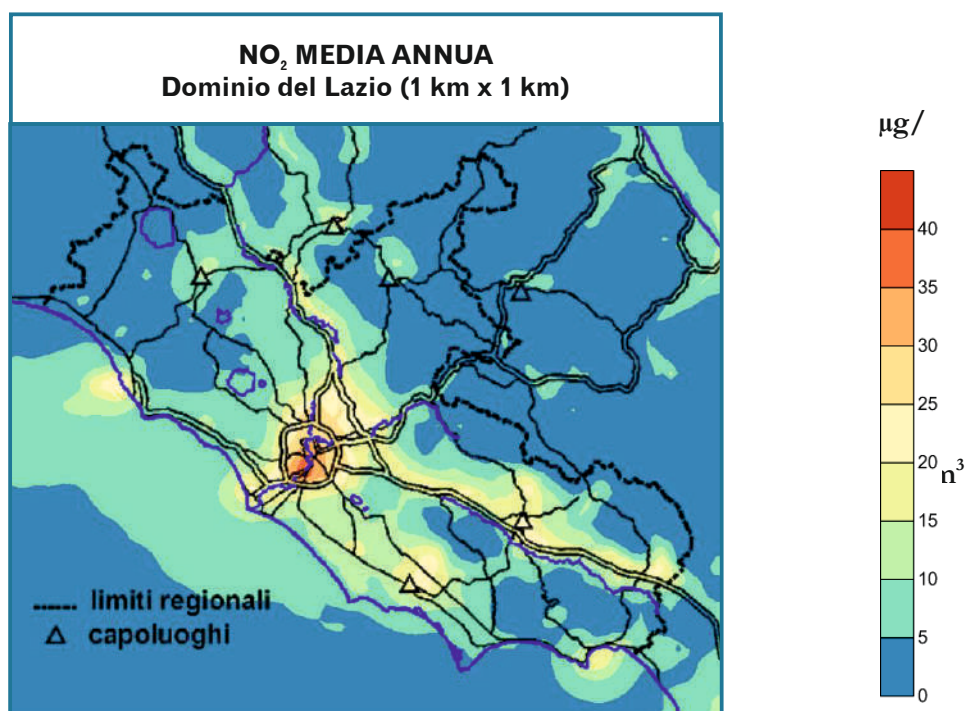 NO₂ MEDIA ANNUA
Dominio del Lazio (1 km x 1 km)
µg/
40
35
30
25
20
n³
15
10
5
0
limiti regionali
capoluoghi